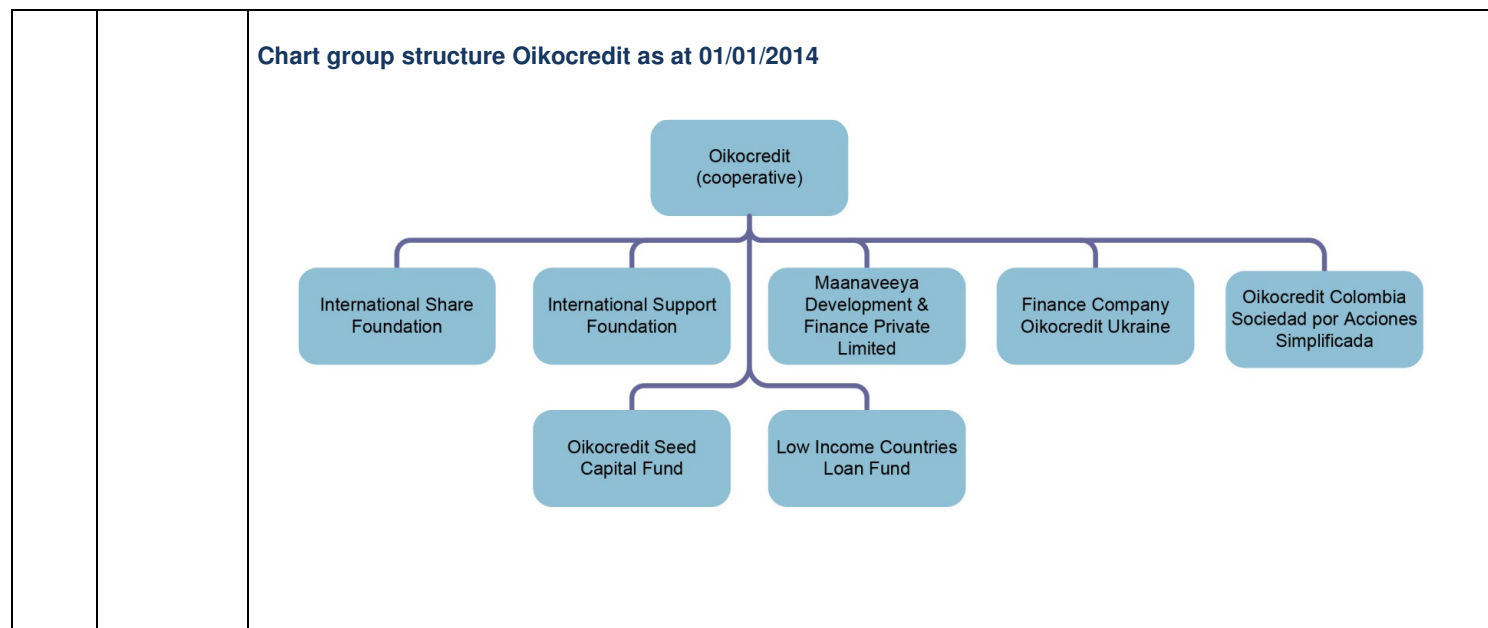 Chart group structure Oikocredit as at 01/01/2014
Oikocredit
(cooperative)
International Share
Foundation
International Support
Foundation
Maanaveeya
Development &
Finance Private
Limited
Finance Company
Oikocredit Ukraine
Oikocredit Colombia
Sociedad por Acciones
Simplificada
Oikocredit Seed
Capital Fund
Low Income Countries
Loan Fund